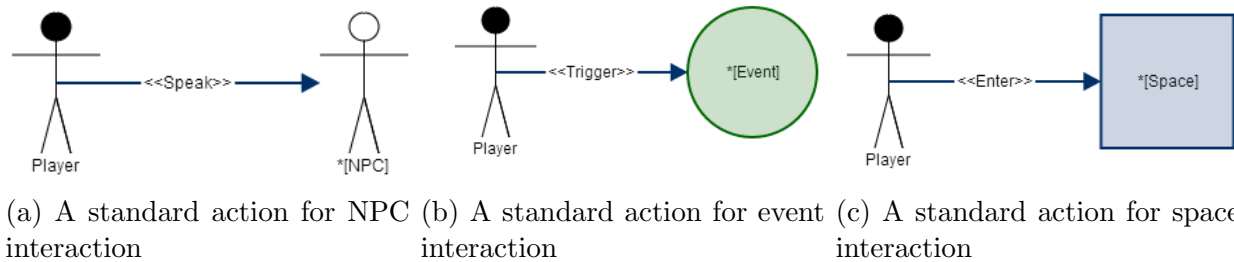 <<Speak>>
Player
*[NPC]
<<Trigger>>
*[Event]
Player
<<Enter>>
*[Space]
Player
(a) A standard action for NPC
interaction
(b) A standard action for event
interaction
(c) A standard action for space
interaction